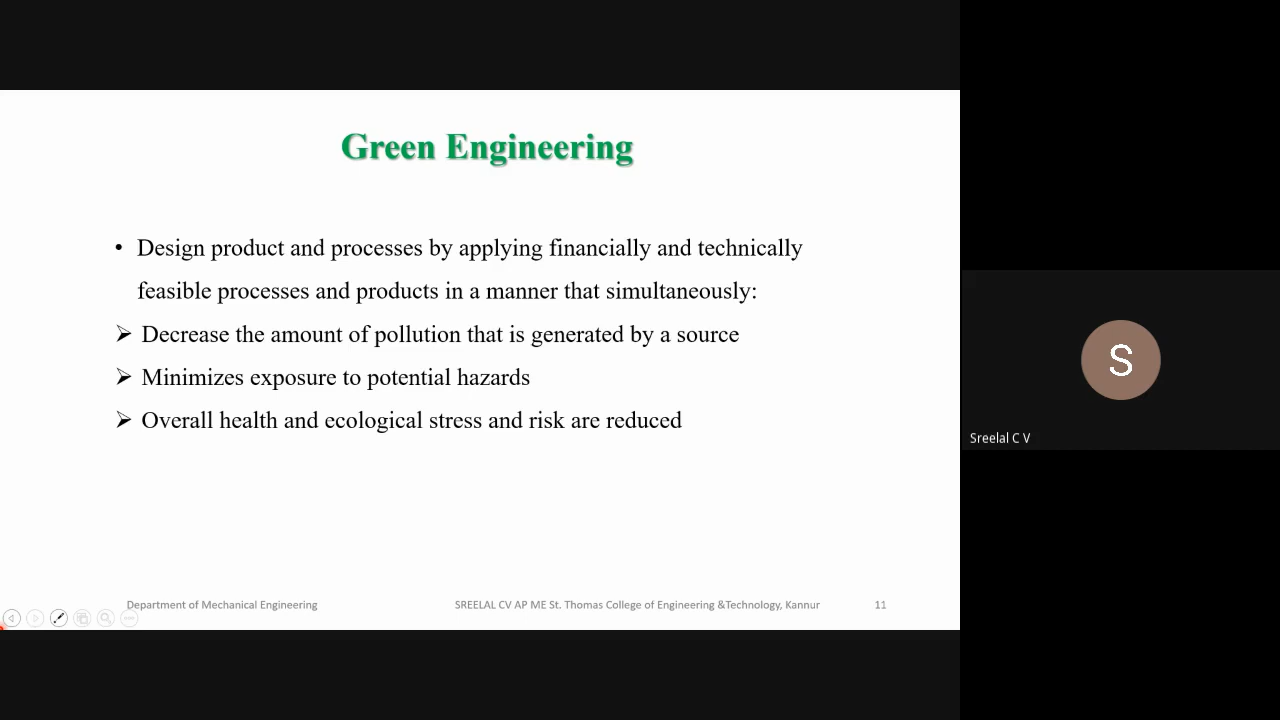 Green Engineering
• Design product and processes by applying financially and technically
feasible processes and products in a manner that simultaneously:
➢ Decrease the amount of pollution that is generated by a source
➢ Minimizes exposure to potential hazards
➢ Overall health and ecological stress and risk are reduced
Department of Mechanical Engineering
SREELAL CV AP ME St. Thomas College of Engineering &Technology, Kannur
11
S
Sreelal C V